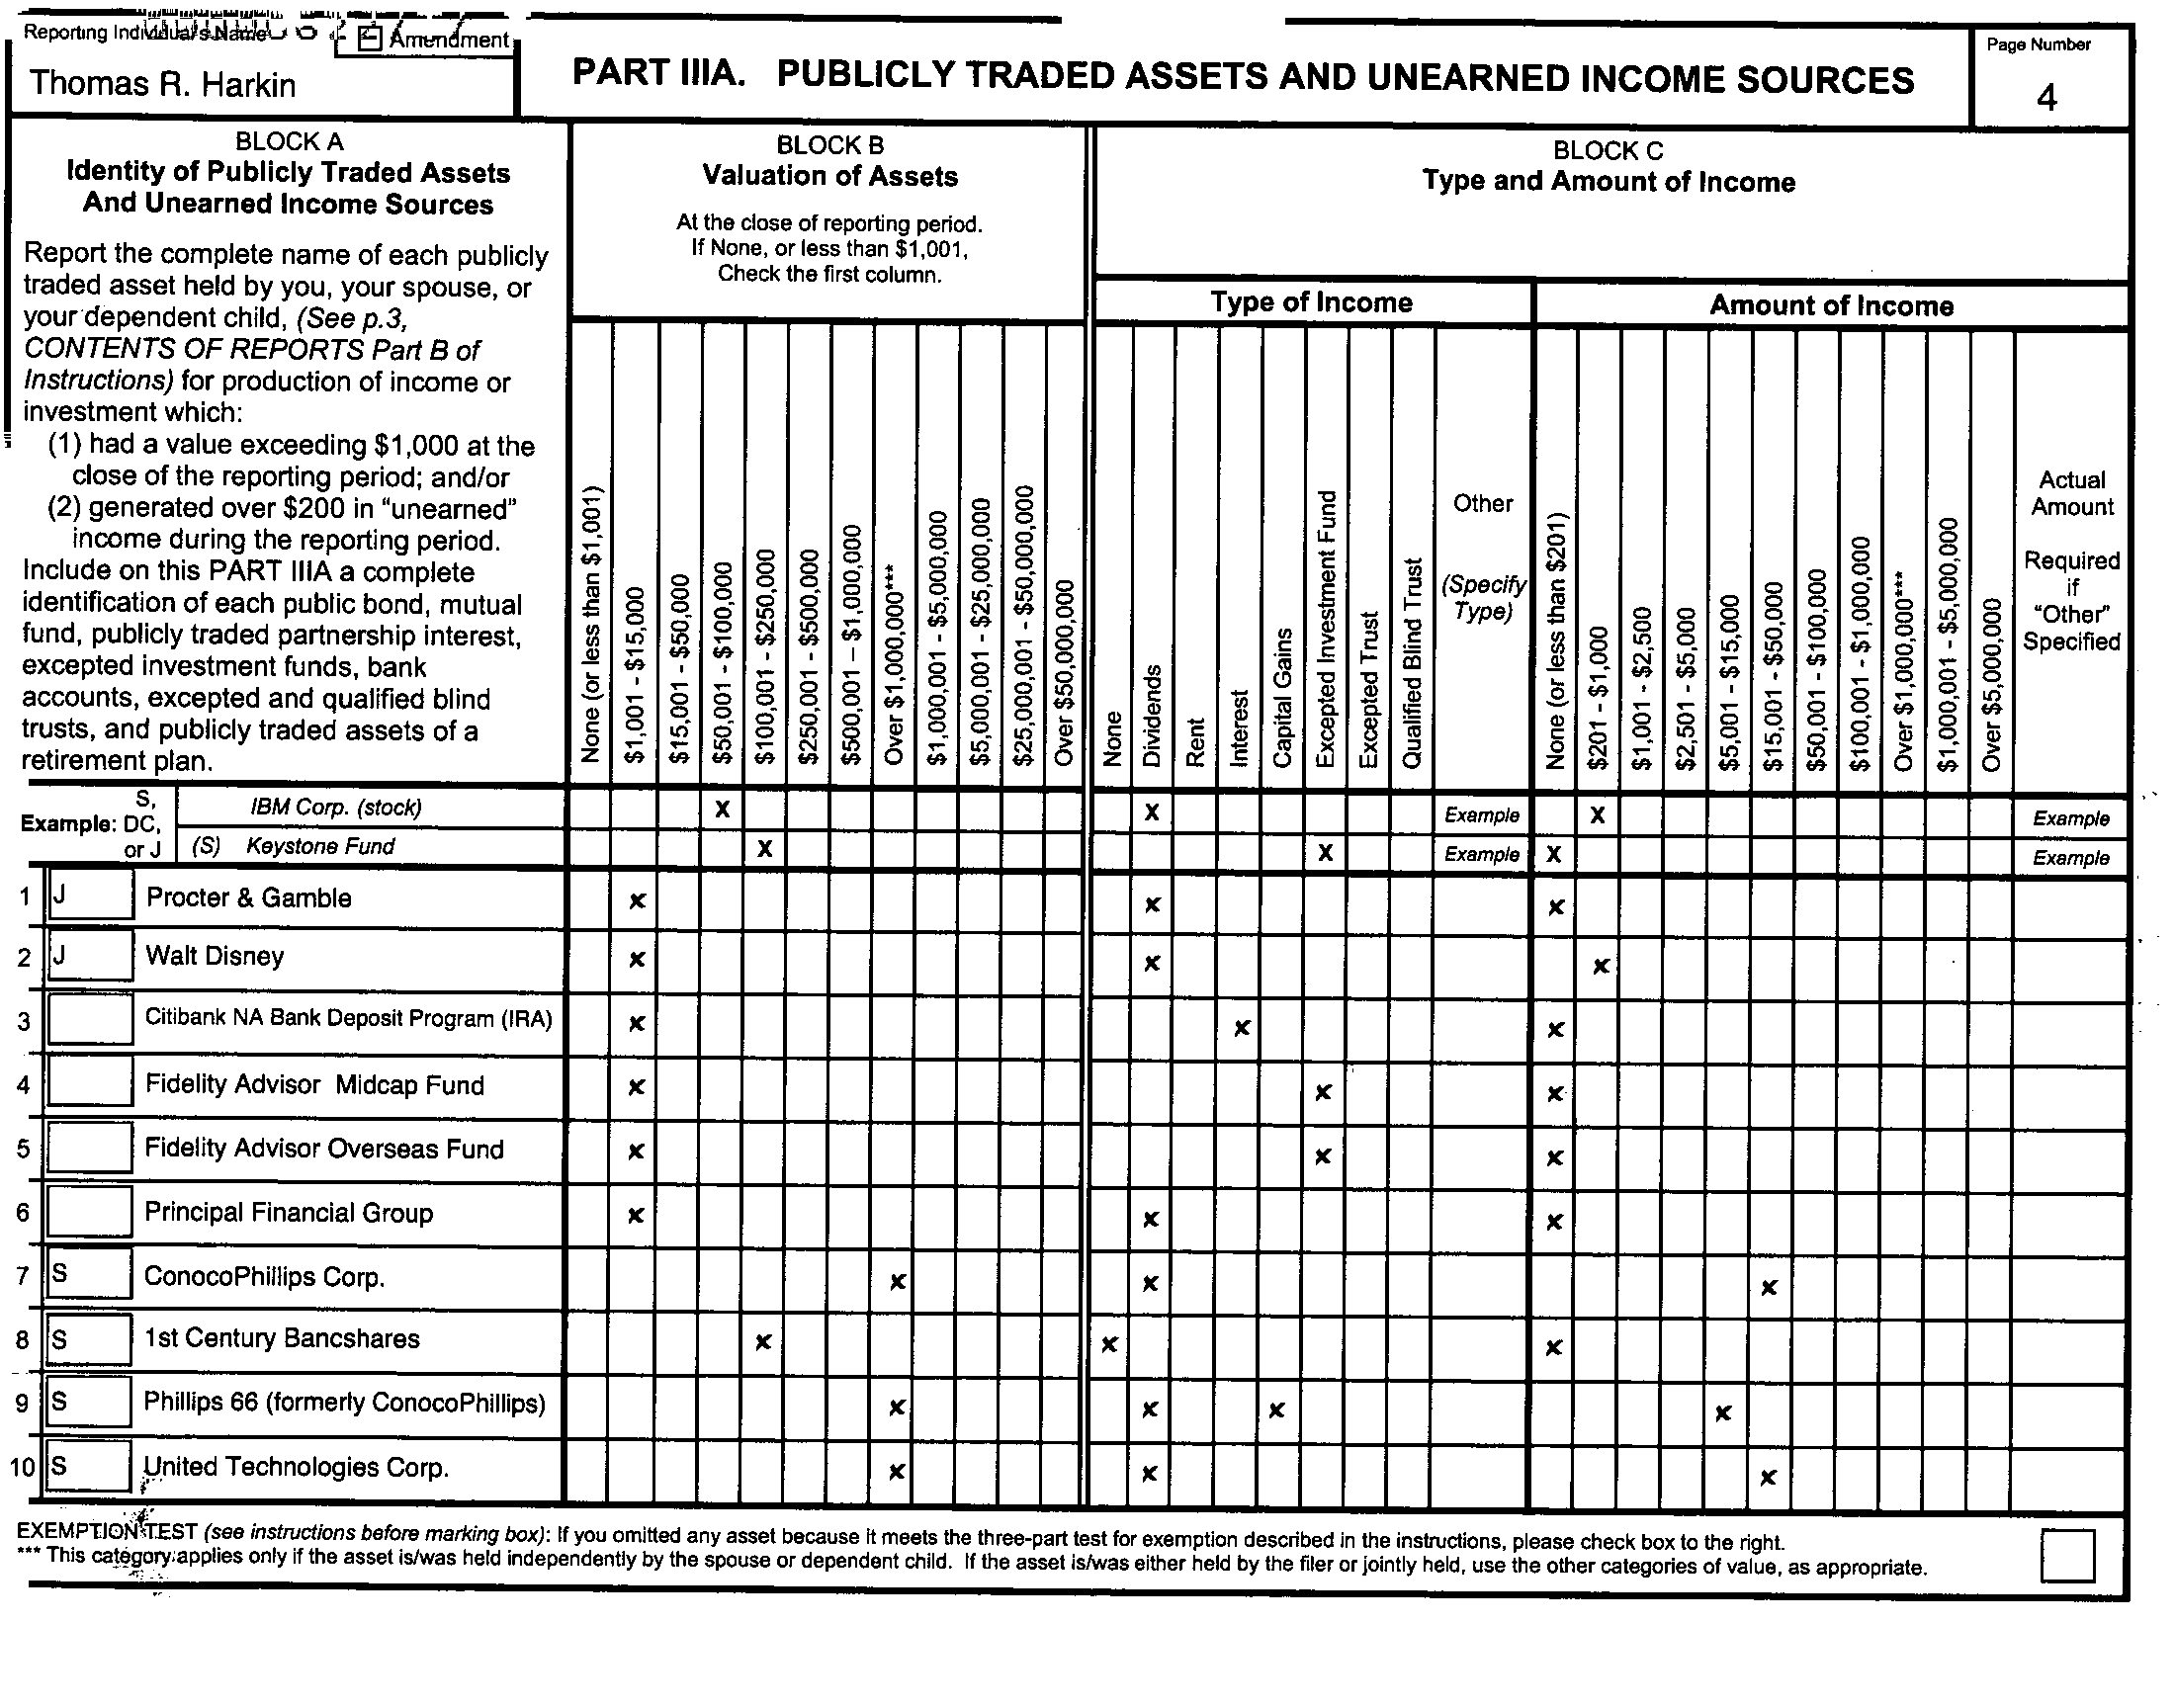 Reporting Individual's Name
Amendment
Thomas R. Harkin
PART IIIA. PUBLICLY TRADED ASSETS AND UNEARNED INCOME SOURCES
Page Number
4
BLOCK A
Identity of Publicly Traded Assets
And Unearned Income Sources
Report the complete name of each publicly
traded asset held by you, your spouse, or
your dependent child, (See p.3,
CONTENTS OF REPORTS Part B of
Instructions) for production of income or
investment which:
(1) had a value exceeding $1,000 at the
close of the reporting period; and/or
(2) generated over $200 in "unearned"
income during the reporting period.
Include on this PART IIIA a complete
identification of each public bond, mutual
fund, publicly traded partnership interest,
excepted investment funds, bank
accounts, excepted and qualified blind
trusts, and publicly traded assets of a
retirement plan.
BLOCK B
Valuation of Assets
At the close of reporting period.
If None, or less than $1,001,
Check the first column.
None (or less than $1,001)
$1,001 - $15,000
$15,001 - $50,000
$50,001 - $100,000
$100,001 - $250,000
$250,001 - $500,000
$500,001 – $1,000,000
Over $1,000,000***
$1,000,001 - $5,000,000
$5,000,001 - $25,000,000
$25,000,001 - $50,000,000
Over $50,000,000
BLOCK C
Type and Amount of Income
Type of Income
None
Dividends
Rent
Interest
Capital Gains
Excepted Investment Fund
Excepted Trust
Qualified Blind Trust
Other
(Specify
Type)
Amount of Income
None (or less than $201)
$201 - $1,000
$1,001 - $2,500
$2,501 - $5,000
$5,001 - $15,000
$15,001 - $50,000
$50,001 - $100,000
$100,001 - $1,000,000
Over $1,000,000***
$1,000,001 - $5,000,000
Over $5,000,000
Actual
Amount
Required
if
"Other"
Specified
Example: S, DC, or J
IBM Corp. (stock) X X Example X Example
(S) Keystone Fund X X Example X Example
1 J Procter & Gamble x x x
2 J Walt Disney x x x
3 Citibank NA Bank Deposit Program (IRA) x x x
4 Fidelity Advisor Midcap Fund x x x
5 Fidelity Advisor Overseas Fund x x x
6 Principal Financial Group x x x
7 S ConocoPhillips Corp. x x x
8 S 1st Century Bancshares x x x
9 S Phillips 66 (formerly ConocoPhillips) x x x x
10 S United Technologies Corp. x x x
EXEMPTION TEST (see instructions before marking box): If you omitted any asset because it meets the three-part test for exemption described in the instructions, please check box to the right.
*** This category applies only if the asset is/was held independently by the spouse or dependent child. If the asset is/was either held by the filer or jointly held, use the other categories of value, as appropriate.